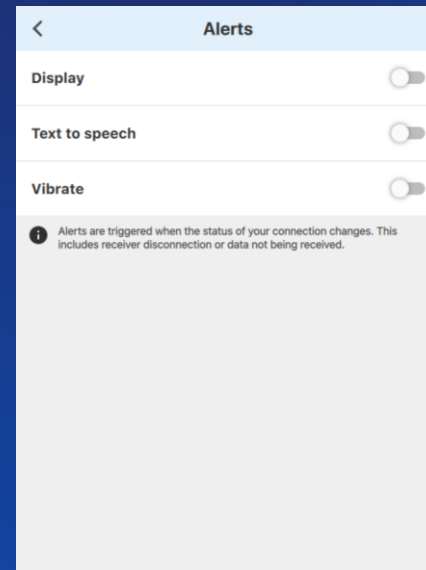 Alerts
Display
Text to speech
Vibrate
Alerts are triggered when the status of your connection changes. This
includes receiver disconnection or data not being received.